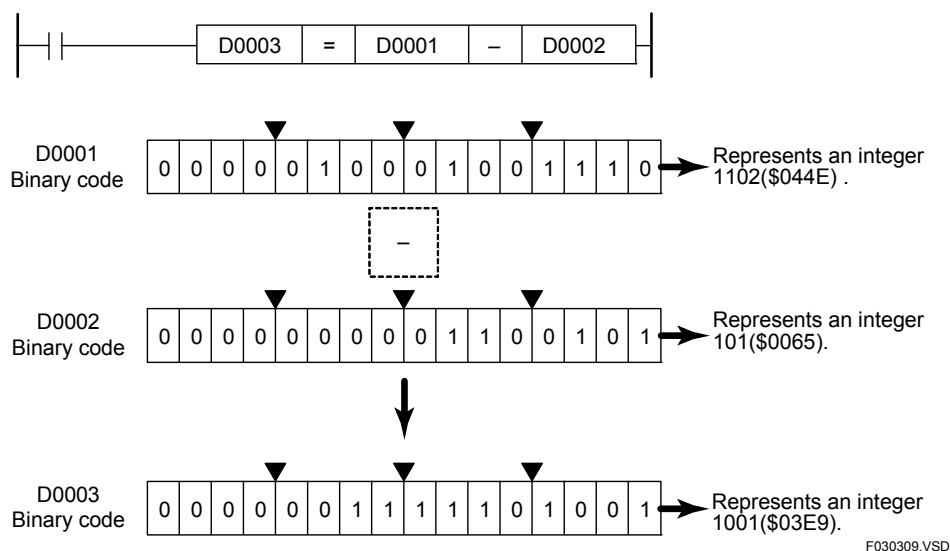 D0003 = D0001 – D0002
D0001
Binary code
0 0 0 0 0 1 0 0 0 1 0 0 1 1 1 0
Represents an integer
1102($044E) .
–
D0002
Binary code
0 0 0 0 0 0 0 0 0 1 1 0 0 1 0 1
Represents an integer
101($0065).
D0003
Binary code
0 0 0 0 0 0 1 1 1 1 1 0 1 0 0 1
Represents an integer
1001($03E9).
F030309.VSD